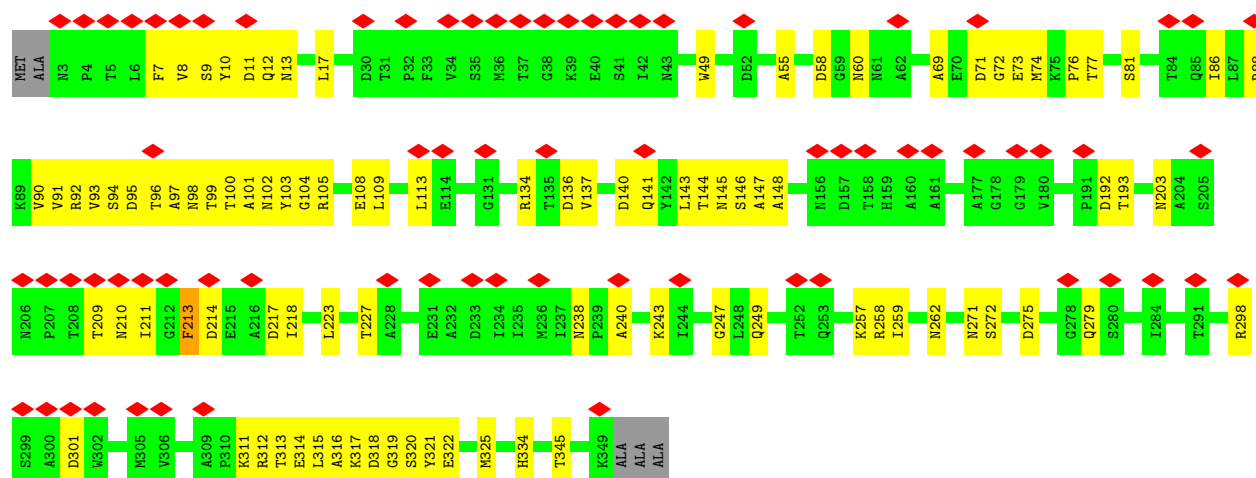 MET ALA N3 P4 T5 L6 F7 V8 S9 Y10 D11 Q12 N13 L17 D30 T31 P32 F33 V34 S35 M36 T37 G38 K39 E40 S41 I42 N43 W49 D52 A55 D58 G59 N60 N61 A62 A69 E70 D71 G72 E73 M74 K75 P76 T77 S81 T84 Q85 I86 L87
K89 V90 V91 R92 V93 S94 D95 T96 A97 N98 T99 T100 A101 N102 Y103 G104 R105 E108 L109 L113 E114 G131 R134 T135 D136 V137 D140 Q141 Y142 L143 T144 N145 S146 A147 A148 N156 D157 T158 H159 A160 A161 A177 G178 G179 V180 P191 D192 T193 N203 A204 S205
N206 P207 T208 T209 N210 I211 G212 F213 D214 E215 A216 D217 I218 L223 T227 A228 E231 A232 D233 I234 I235 M236 I237 N238 P239 A240 K243 I244 G247 L248 Q249 T252 Q253 K257 R258 I259 N262 N271 S272 D275 G278 Q279 S280 I284 T291 R298
S299 A300 D301 W302 M305 V306 A309 P310 K311 R312 T313 E314 L315 A316 K317 D318 G319 S320 Y321 E322 M325 H334 T345 K349 ALA ALA ALA